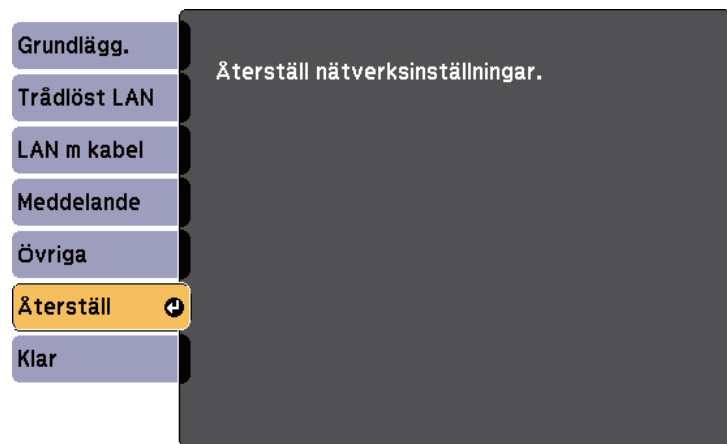 Grundlägg.
Återställ nätverksinställningar.
Trådlöst LAN
LAN m kabel
Meddelande
Övriga
Återställ
Klar